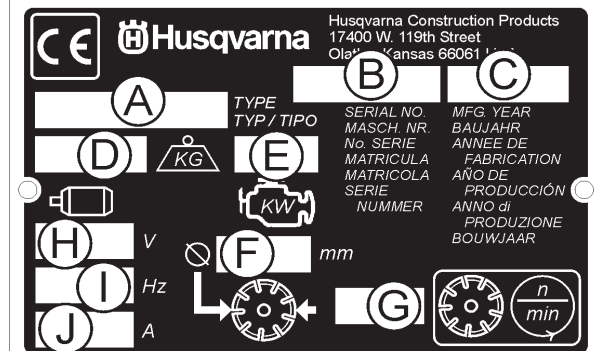 CE
Husqvarna
Husqvarna Construction Products
17400 W. 119th Street
Kansas 66061
A
TYPE
TYP / TIPO
B
SERIAL NO.
MASCH. NR.
No. SERIE
MATRICULA
MATRICOLA
SERIE
NUMMER
C
MFG. YEAR
BAUJAHR
ANNEE DE
FABRICATION
AÑO DE
PRODUCCIÓN
ANNO di
PRODUZIONE
BOUWJAAR
D
KG
E
KW
H
V
I
Hz
J
A
F
mm
G
n
min